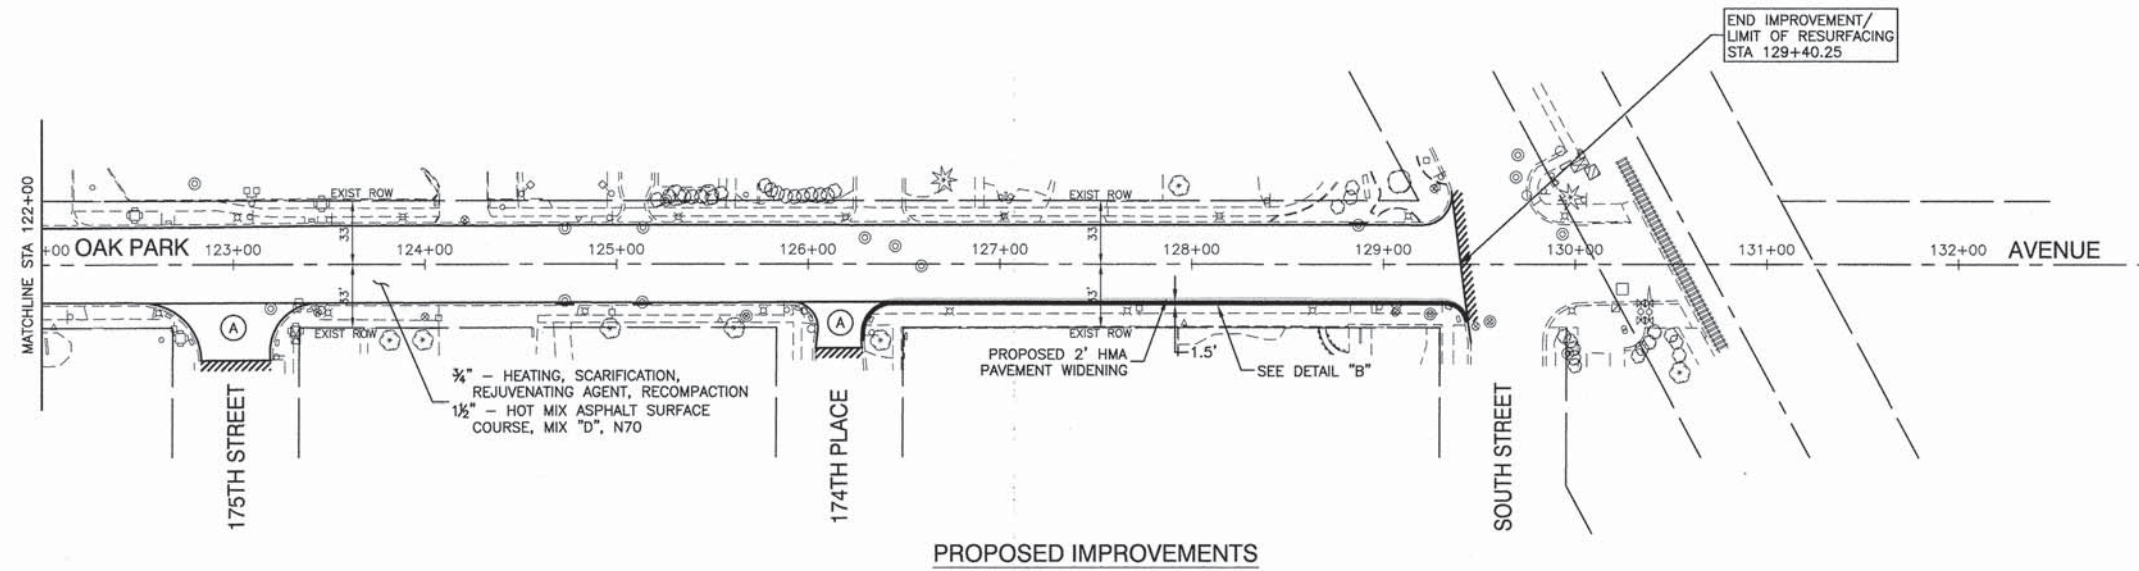 END IMPROVEMENT/
LIMIT OF RESURFACING
STA 129+40.25
MATCHLINE STA 122+00
EXIST ROW
EXIST ROW
33'
33'
+00 OAK PARK
123+00
124+00
125+00
126+00
127+00
128+00
129+00
130+00
131+00
132+00
AVENUE
33'
33'
A
A
EXIST ROW
EXIST ROW
PROPOSED 2' HMA
PAVEMENT WIDENING
1.5'
SEE DETAIL "B"
¾" – HEATING, SCARIFICATION,
REJUVENATING AGENT, RECOMPACTION
1½" – HOT MIX ASPHALT SURFACE
COURSE, MIX "D", N70
175TH STREET
174TH PLACE
SOUTH STREET
PROPOSED IMPROVEMENTS